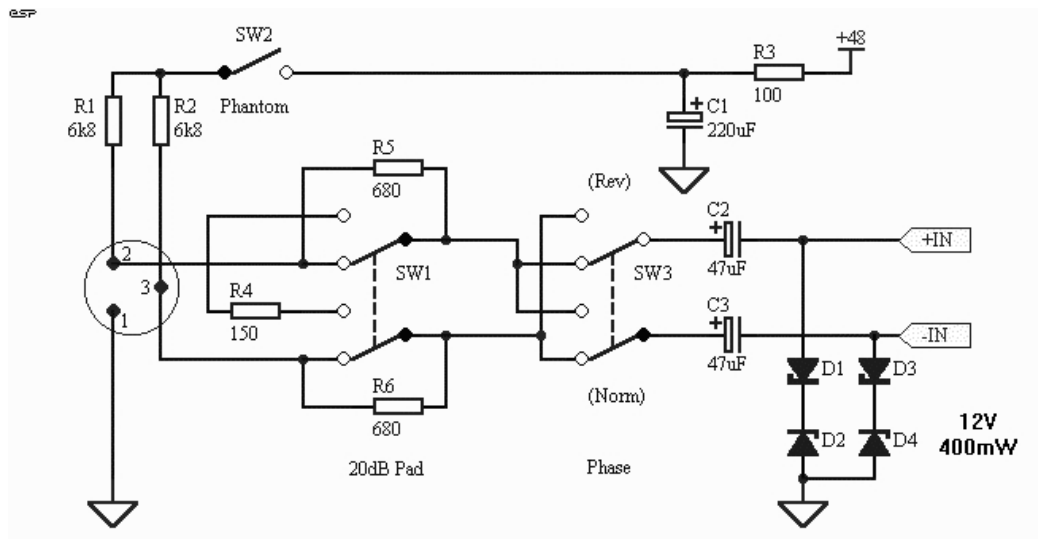 esp
SW2
+48
R3
100
R1
6k8
R2
6k8
Phantom
C1
+
220uF
R5
680
(Rev)
C2
+
47uF
+IN
SW1
SW3
2
3
1
R4
150
C3
+
47uF
-IN
R6
680
D1
D3
(Norm)
D2
D4
12V
400mW
20dB Pad
Phase